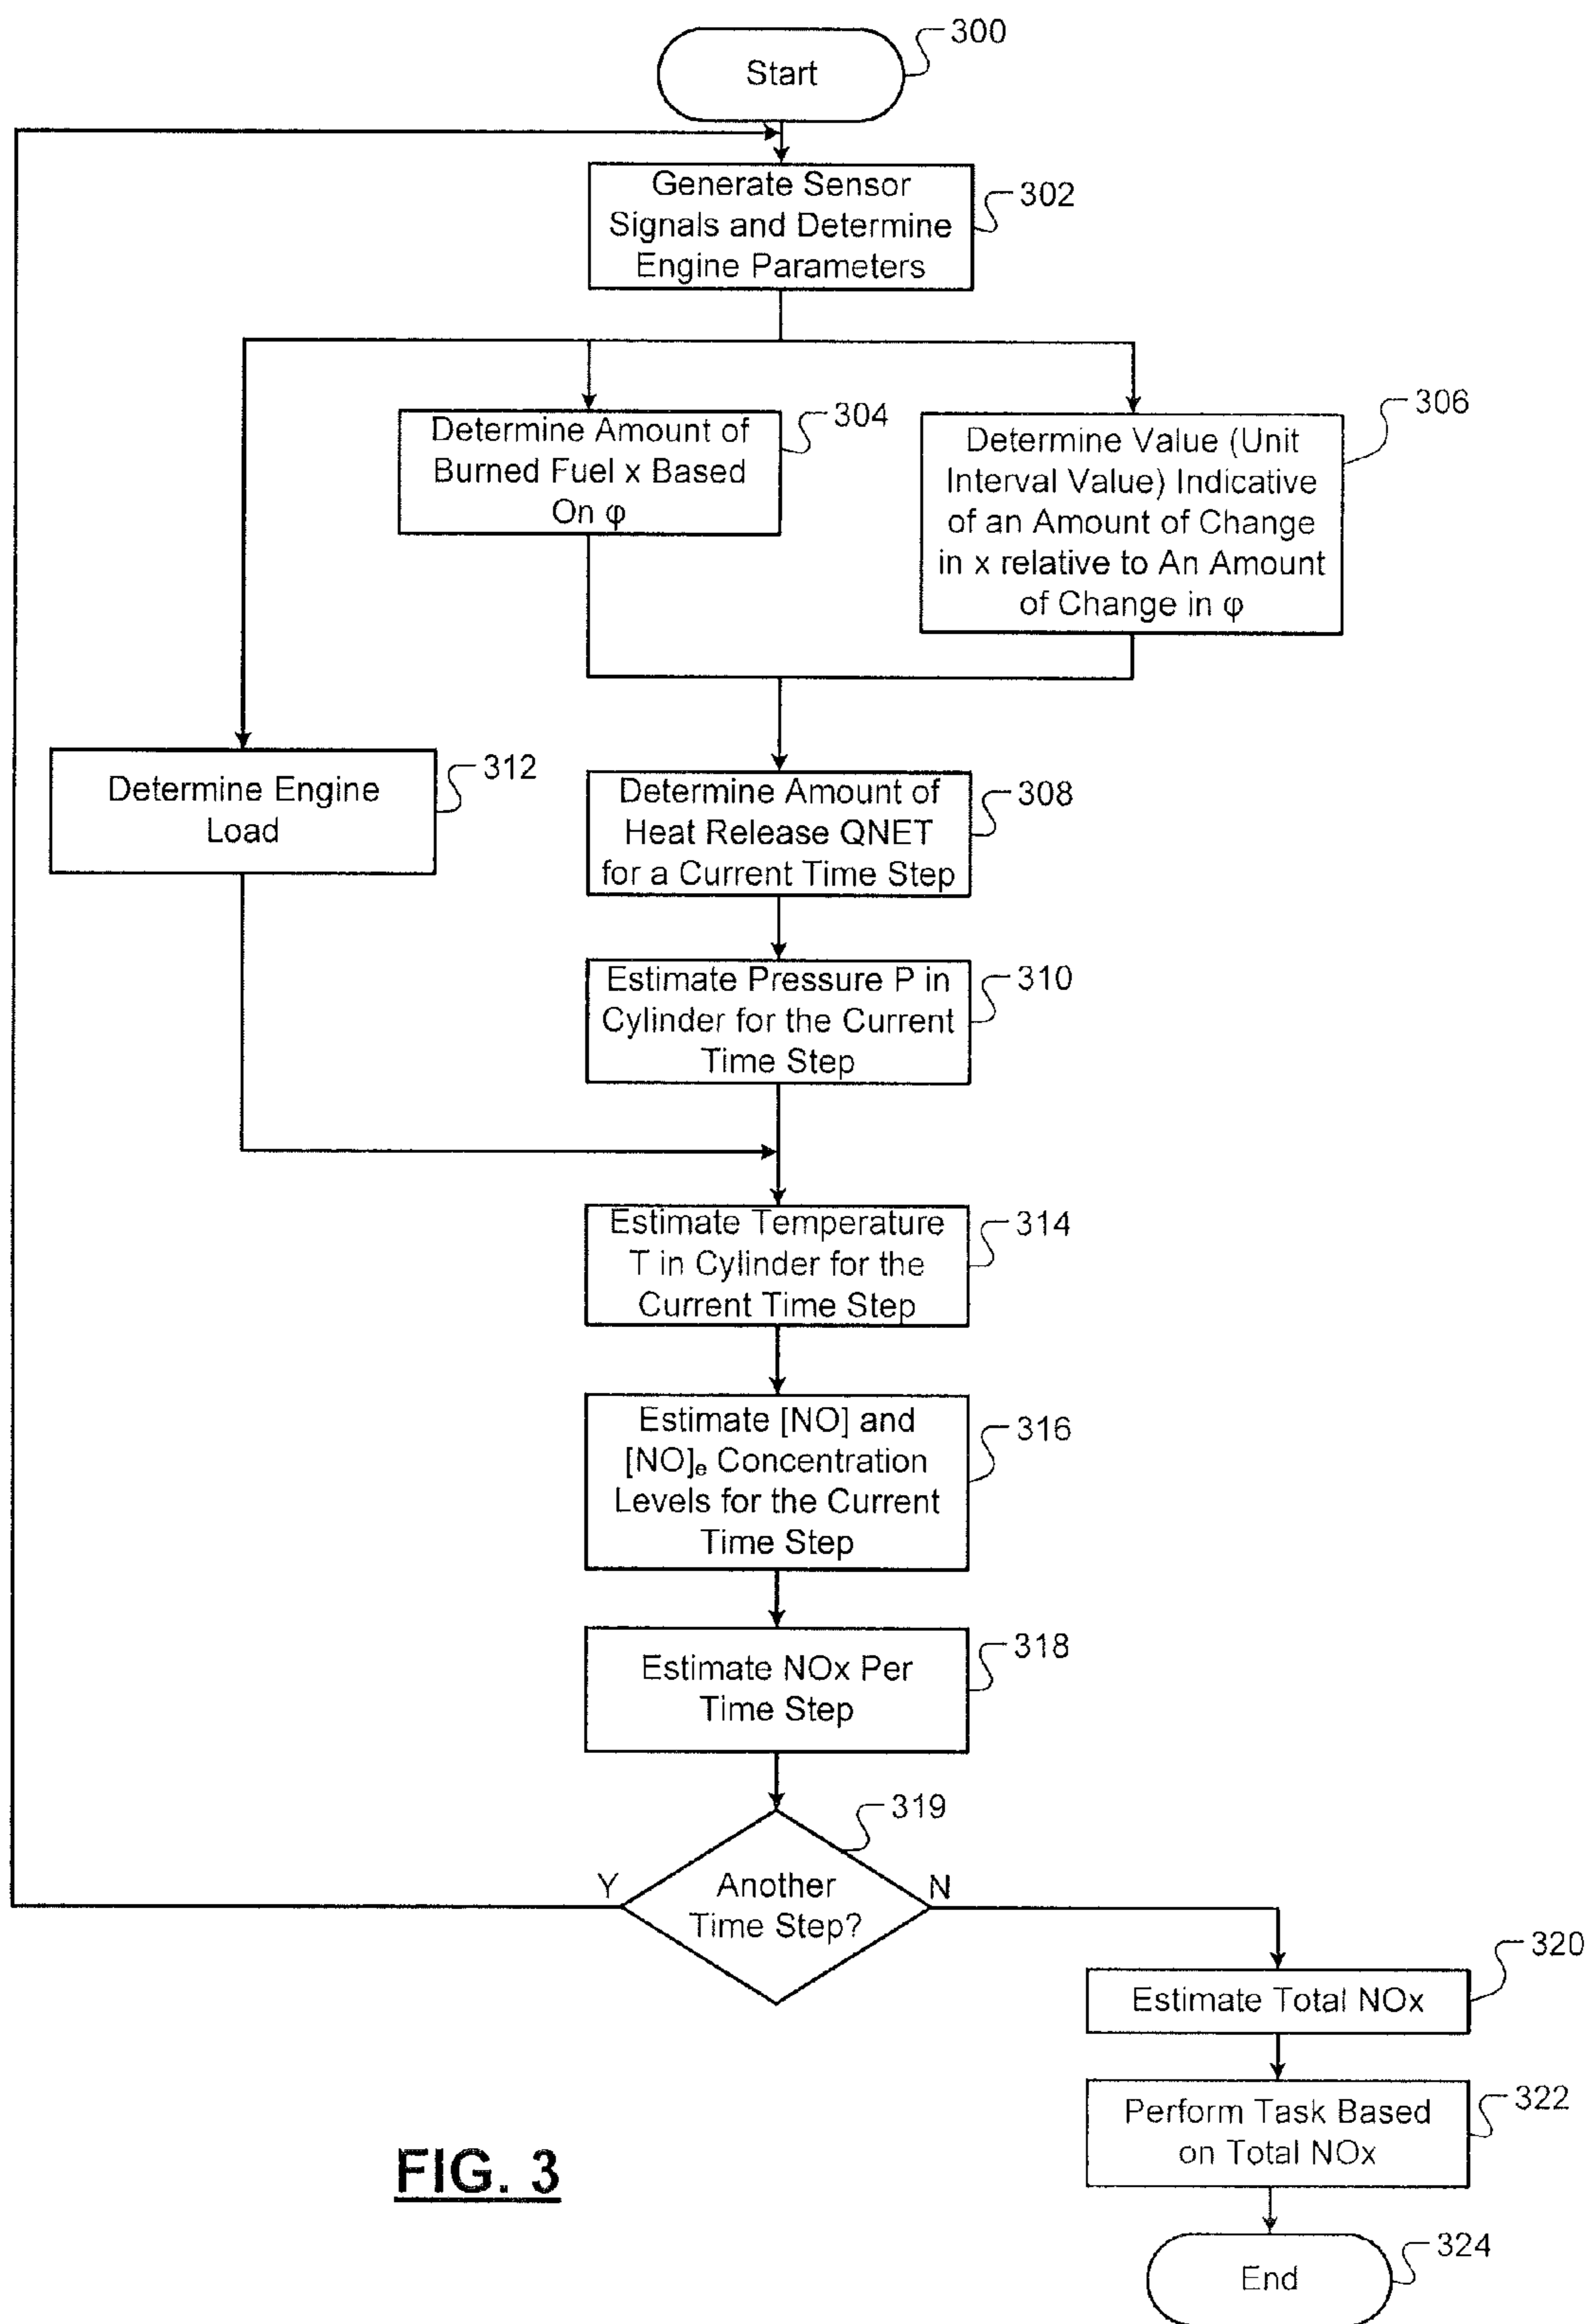 300
Start
Generate Sensor
Signals and Determine
Engine Parameters
302
Determine Amount of
Burned Fuel x Based
On φ
304
Determine Value (Unit
Interval Value) Indicative
of an Amount of Change
in x relative to An Amount
of Change in φ
306
Determine Engine
Load
312
Determine Amount of
Heat Release QNET
for a Current Time Step
308
Estimate Pressure P in
Cylinder for the Current
Time Step
310
Estimate Temperature
T in Cylinder for the
Current Time Step
314
Estimate [NO] and
[NO]ₑ Concentration
Levels for the Current
Time Step
316
Estimate NOx Per
Time Step
318
319
Y
Another
Time Step?
N
320
Estimate Total NOx
Perform Task Based
on Total NOx
322
FIG. 3
End
324